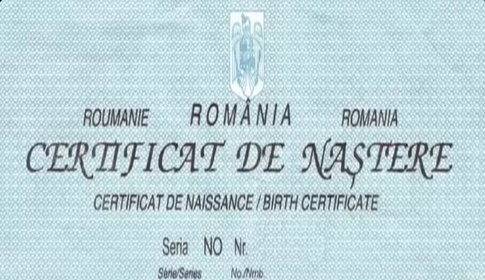 ROUMANIE ROMÂNIA ROMANIA
CERTIFICAT DE NAȘTERE
CERTIFICAT DE NAISSANCE / BIRTH CERTIFICATE
Seria NO Nr.
Série/Series No./Nmb.